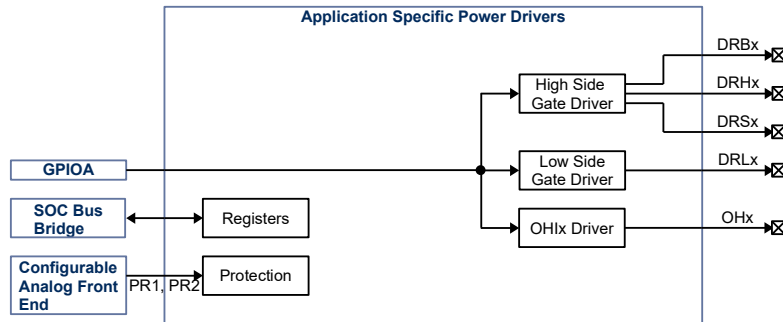 Application Specific Power Drivers
DRBx
High Side
Gate Driver
DRHx
DRSx
GPIOA
Low Side
Gate Driver
DRLx
SOC Bus
Bridge
Registers
OHIx Driver
OHx
Configurable
Analog Front
End
PR1, PR2
Protection